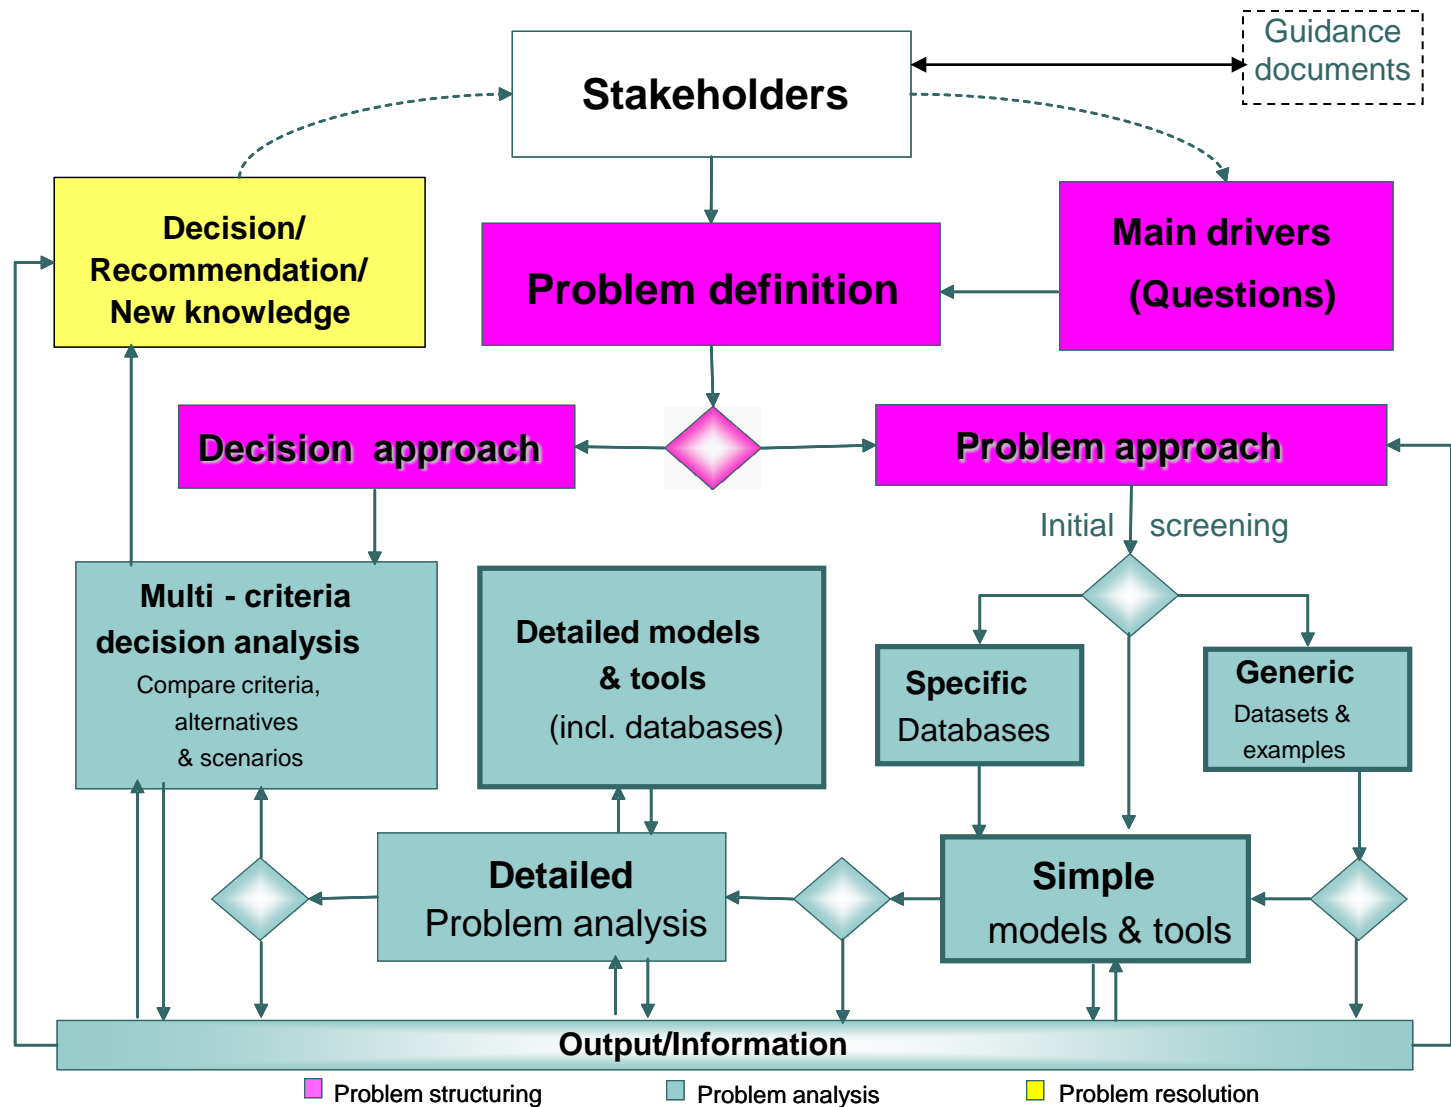 Guidance
documents
Stakeholders
Decision/
Recommendation/
New knowledge
Problem definition
Main drivers
(Questions)
Decision approach
Problem approach
Initial screening
Multi - criteria
decision analysis
Compare criteria,
alternatives
& scenarios
Detailed models
& tools
(incl. databases)
Specific
Databases
Generic
Datasets &
examples
Detailed
Problem analysis
Simple
models & tools
Output/Information
Problem structuring
Problem analysis
Problem resolution